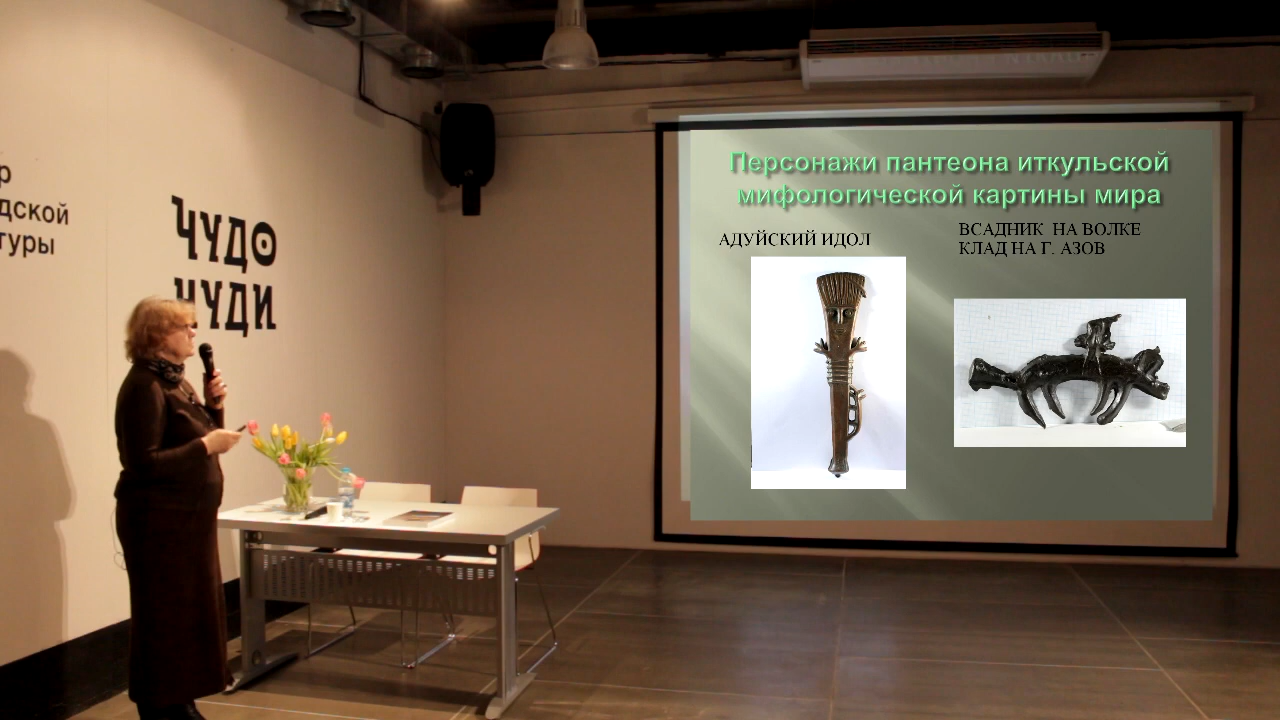 дской
туры
ЧУДО
ЧУДИ
Персонажи пантеона иткульской
мифологической картины мира
АДУЙСКИЙ ИДОЛ
ВСАДНИК НА ВОЛКЕ
КЛАД НА Г. АЗОВ